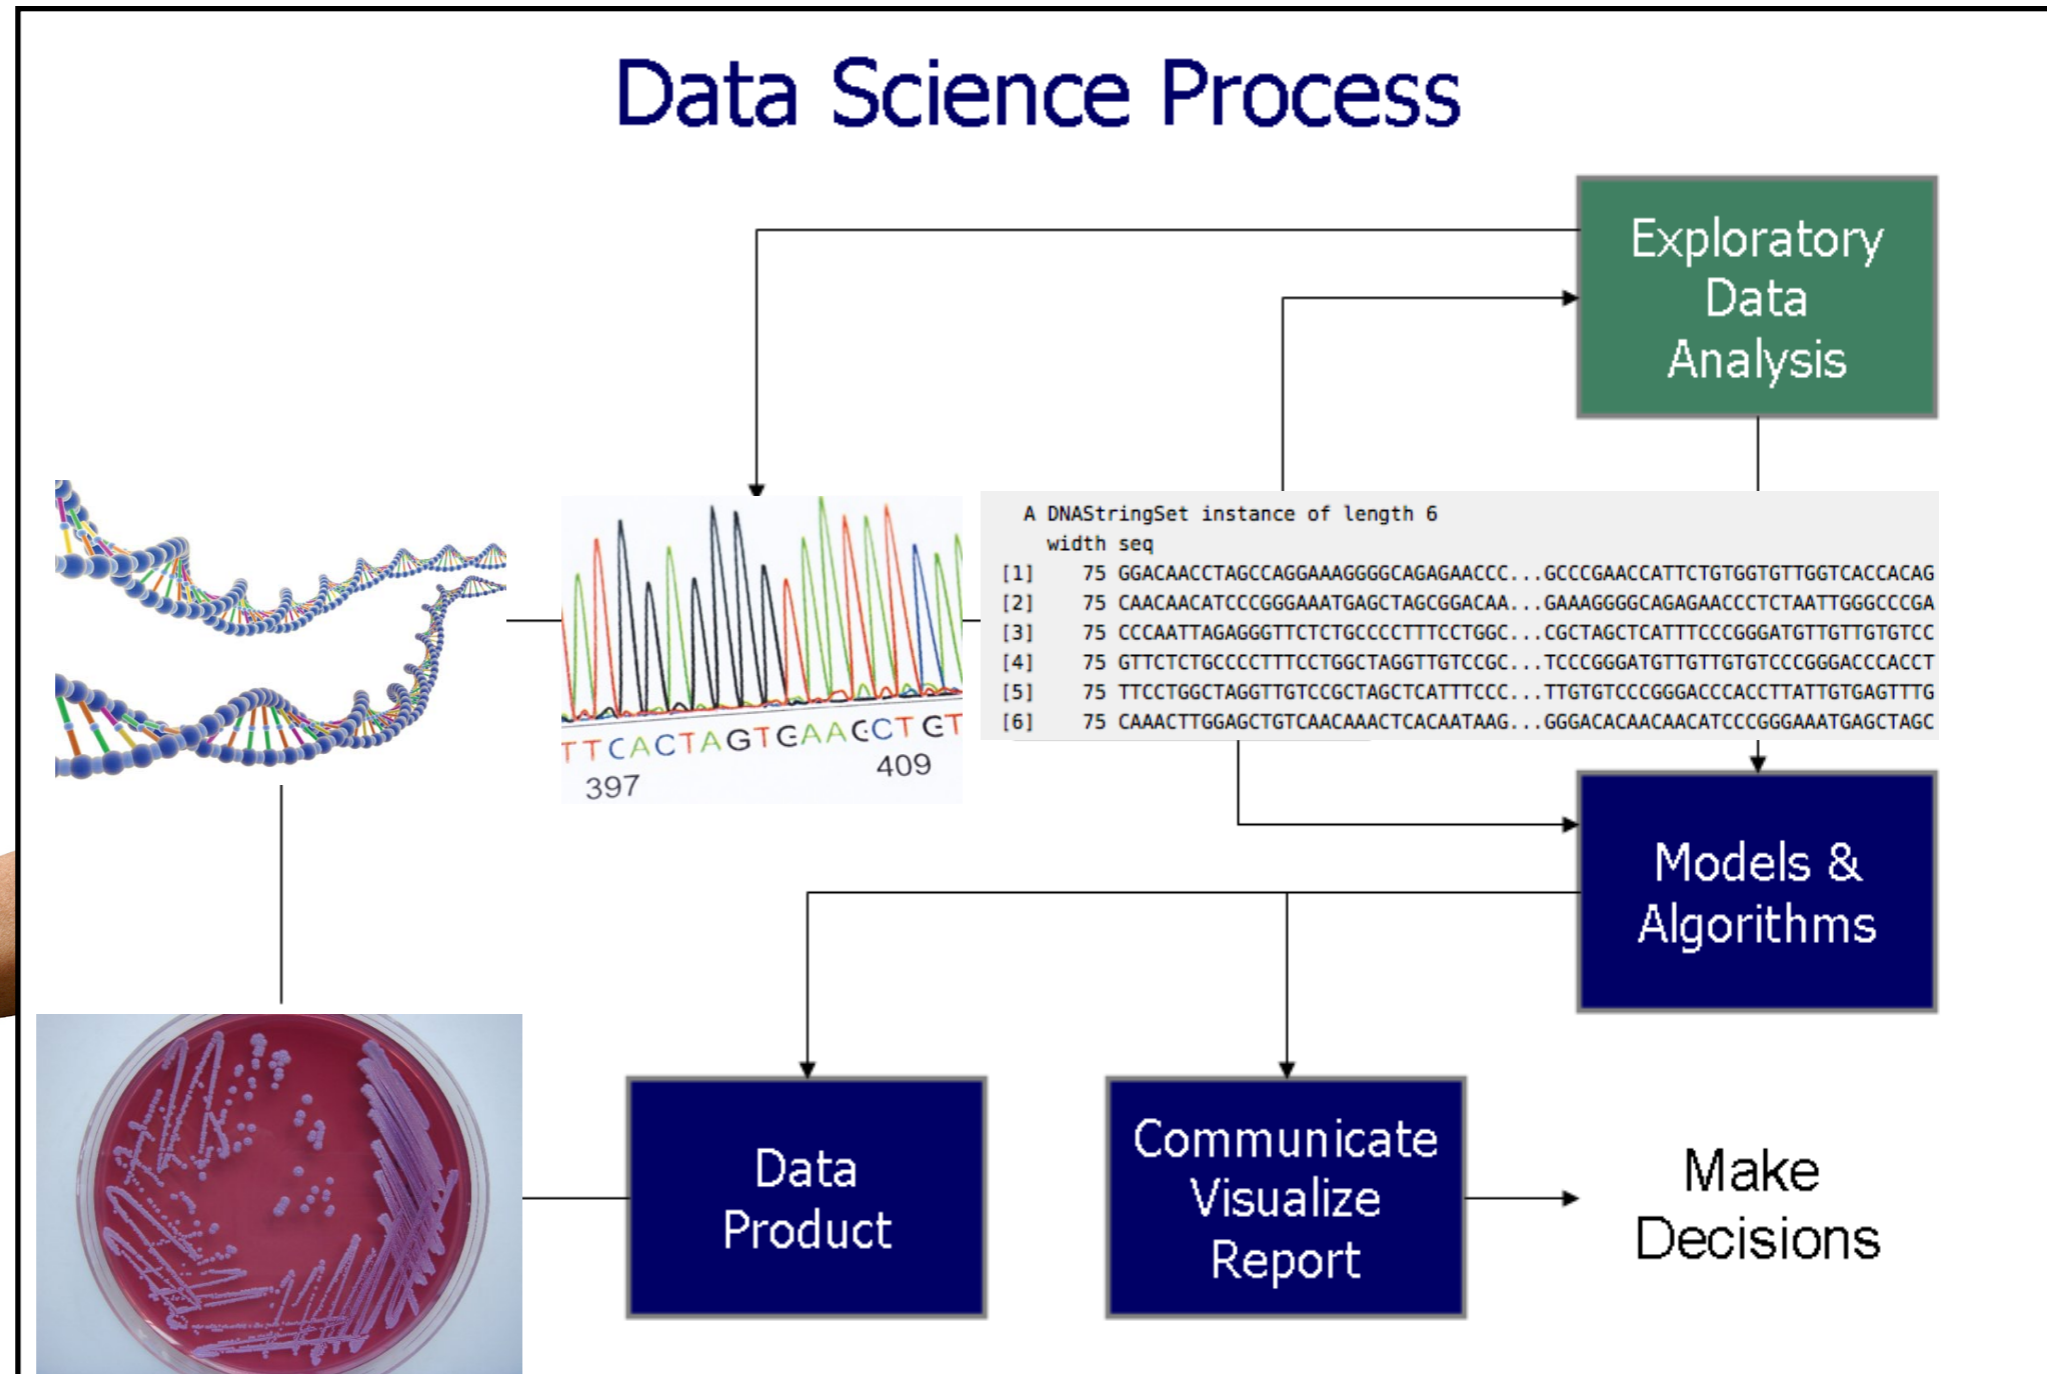 Data Science Process
Exploratory
Data
Analysis
A DNAStringSet instance of length 6
width seq
[1] 75 GGACAACCTAGCCAGGAAAGGGGCAGAGAACCC...GCCCGAACCATTCTGTGGTGTTGGTCACCACAG
[2] 75 CAACAACATCCCGGGAAATGAGCTAGCGGACAA...GAAAGGGGCAGAGAACCCTCTAATTGGGCCCGA
[3] 75 CCCAATTAGAGGGTTCTCTGCCCCTTTCCTGGC...CGCTAGCTCATTTCCCGGGATGTTGTTGTGTCC
[4] 75 GTTCTCTGCCCCTTTCCTGGCTAGGTTGTCCGC...TCCCGGGATGTTGTTGTGTCCCGGGACCCACCT
[5] 75 TTCCTGGCTAGGTTGTCCGCTAGCTCATTTCCC...TTGTGTCCCGGGACCCACCTTATTGTGAGTTTG
[6] 75 CAAACTTGGAGCTGTCAACAAACTCACAATAAG...GGGACACAACAACATCCCGGGAAATGAGCTAGC
TTCACTAGTGAAGCTGT
397 409
Models &
Algorithms
Data
Product
Communicate
Visualize
Report
Make
Decisions